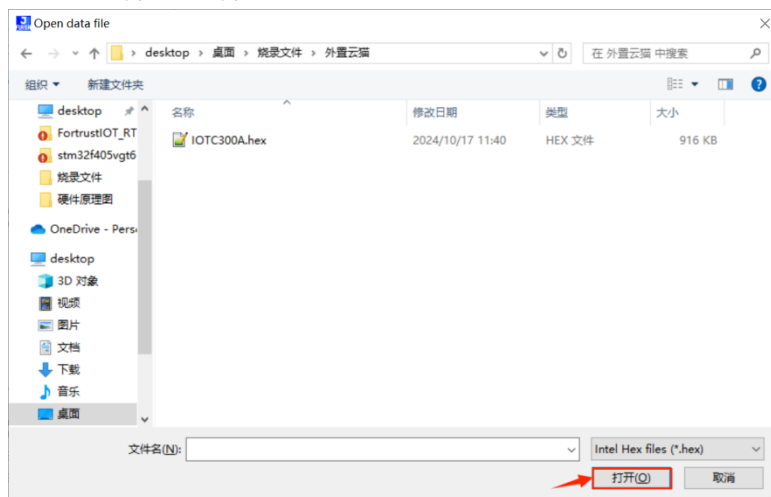 Open data file
desktop › 桌面 › 烧录文件 › 外置云猫
在 外置云猫 中搜索
组织 新建文件夹
desktop
FortrustIOT_RT
stm32f405vgt6
烧录文件
硬件原理图
OneDrive - Pers
desktop
3D 对象
视频
图片
文档
下载
音乐
桌面
名称 修改日期 类型 大小
IOTC300A.hex 2024/10/17 11:40 HEX 文件 916 KB
文件名(N): Intel Hex files (*.hex)
打开(O) 取消